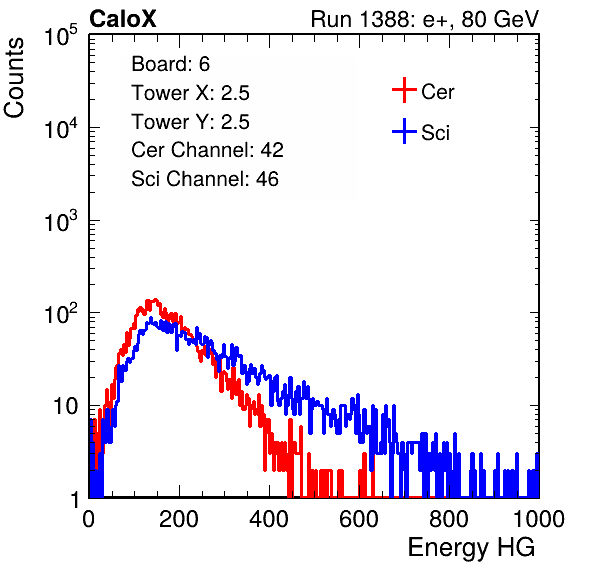 CaloX Run 1388: e+, 80 GeV
Counts
Board: 6
Tower X: 2.5
Tower Y: 2.5
Cer Channel: 42
Sci Channel: 46
Cer
Sci
10^5
10^4
10^3
10^2
10
1
0 200 400 600 800 1000
Energy HG